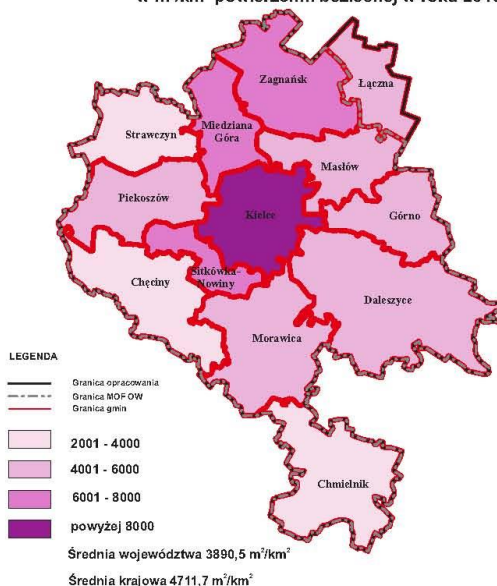 Zagnańsk
Łączna
Strawczyn
Miedziana
Góra
Masłów
Piekoszów
Kielce
Górno
Sitkówka-
Nowiny
Chęciny
Daleszyce
Morawica
Chmielnik
LEGENDA
Granica opracowania
Granica MOF OW
Granica gmin
2001 - 4000
4001 - 6000
6001 - 8000
powyżej 8000
Średnia województwa 3890,5 m²/km²
Średnia krajowa 4711,7 m²/km²